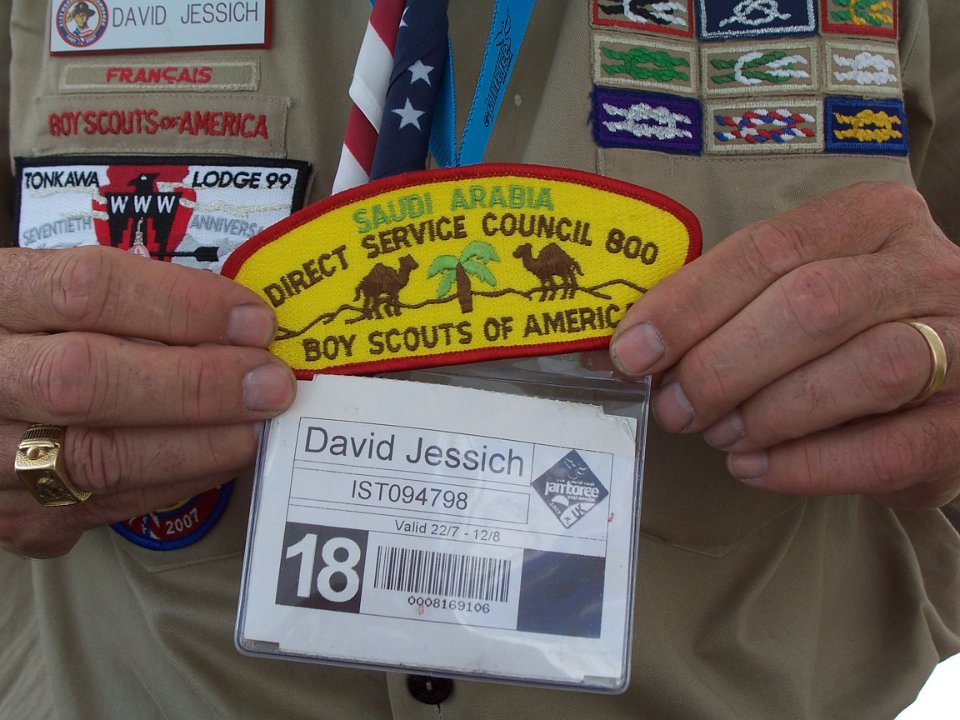 DAVID JESSICH
FRANÇAIS
BOY SCOUTS of AMERICA
TONKAWA LODGE 99
WWW
SEVENTIETH
SAUDI ARABIA
DIRECT SERVICE COUNCIL 800
BOY SCOUTS OF AMERICA
David Jessich
IST094798
Valid 22/7 - 12/8
jamboree
UK
18
0008169106
2007